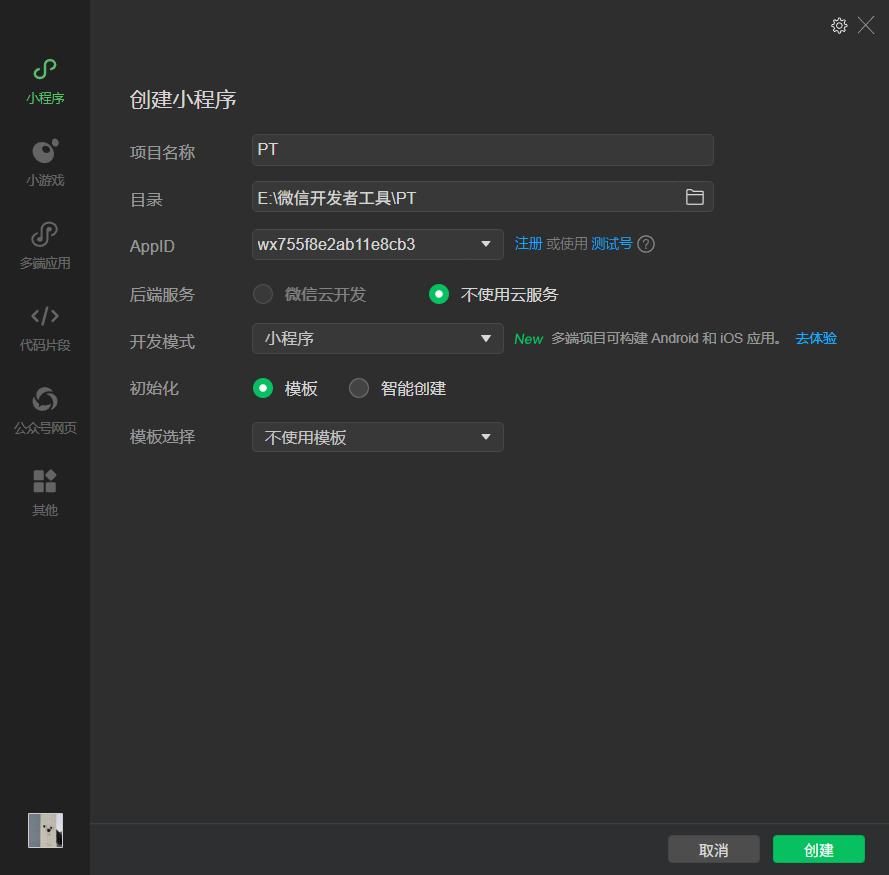 小程序
小游戏
多端应用
代码片段
公众号网页
其他
创建小程序
项目名称 PT
目录 E:\微信开发者工具\PT
AppID wx755f8e2ab11e8cb3 注册 或使用 测试号 ?
后端服务 微信云开发 不使用云服务
开发模式 小程序 New 多端项目可构建 Android 和 iOS 应用。 去体验
初始化 模板 智能创建
模板选择 不使用模板
取消 创建